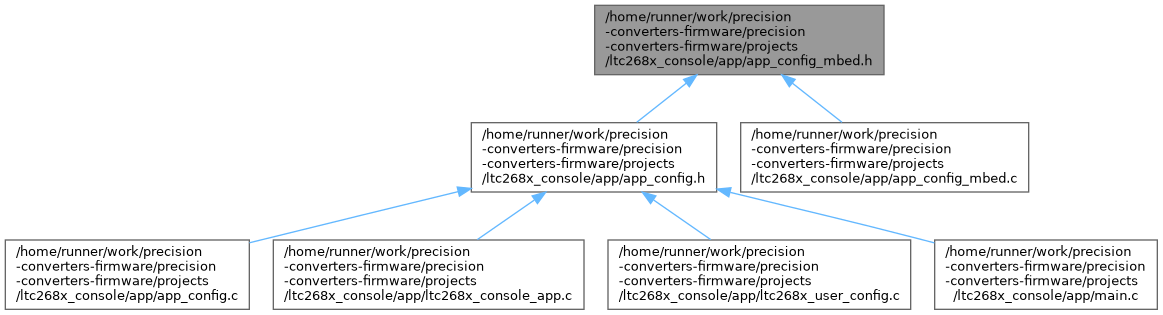 /home/runner/work/precision
-converters-firmware/precision
-converters-firmware/projects
/ltc268x_console/app/app_config_mbed.h
/home/runner/work/precision
-converters-firmware/precision
-converters-firmware/projects
/ltc268x_console/app/app_config.h
/home/runner/work/precision
-converters-firmware/precision
-converters-firmware/projects
/ltc268x_console/app/app_config_mbed.c
/home/runner/work/precision
-converters-firmware/precision
-converters-firmware/projects
/ltc268x_console/app/app_config.c
/home/runner/work/precision
-converters-firmware/precision
-converters-firmware/projects
/ltc268x_console/app/ltc268x_console_app.c
/home/runner/work/precision
-converters-firmware/precision
-converters-firmware/projects
/ltc268x_console/app/ltc268x_user_config.c
/home/runner/work/precision
-converters-firmware/precision
-converters-firmware/projects
/ltc268x_console/app/main.c